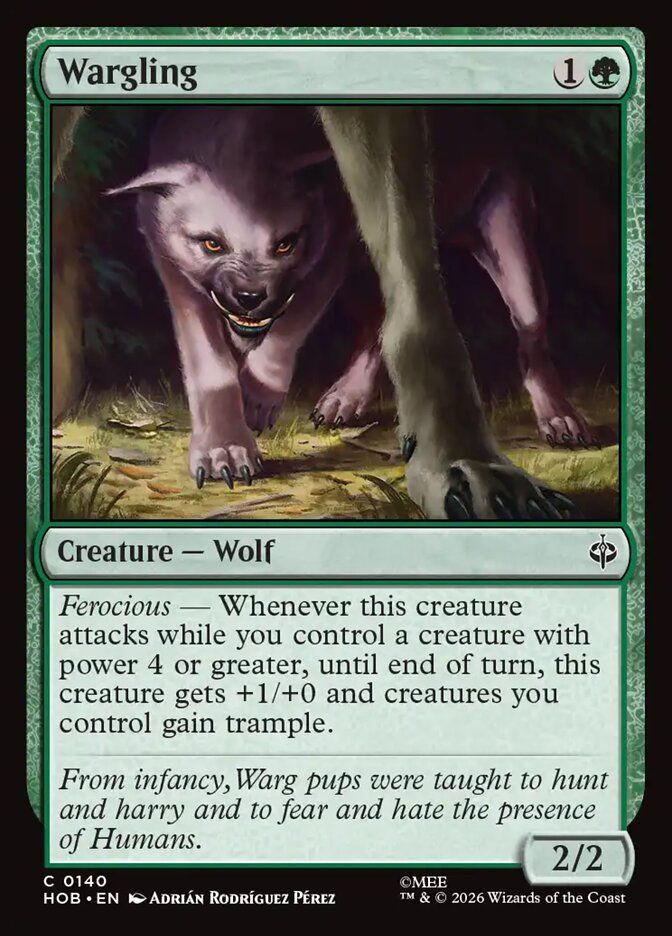 Wargling 1
Creature — Wolf
Ferocious — Whenever this creature
attacks while you control a creature with
power 4 or greater, until end of turn, this
creature gets +1/+0 and creatures you
control gain trample.
From infancy, Warg pups were taught to hunt
and harry and to fear and hate the presence
of Humans.
2/2
C 0140
HOB • EN Adrián Rodríguez Pérez
©MEE
™ & © 2026 Wizards of the Coast